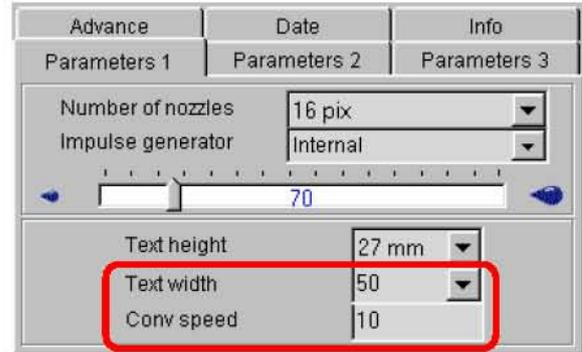 Advance Date Info
Parameters 1 Parameters 2 Parameters 3
Number of nozzles 16 pix
Impulse generator Internal
70
Text height 27 mm
Text width 50
Conv speed 10